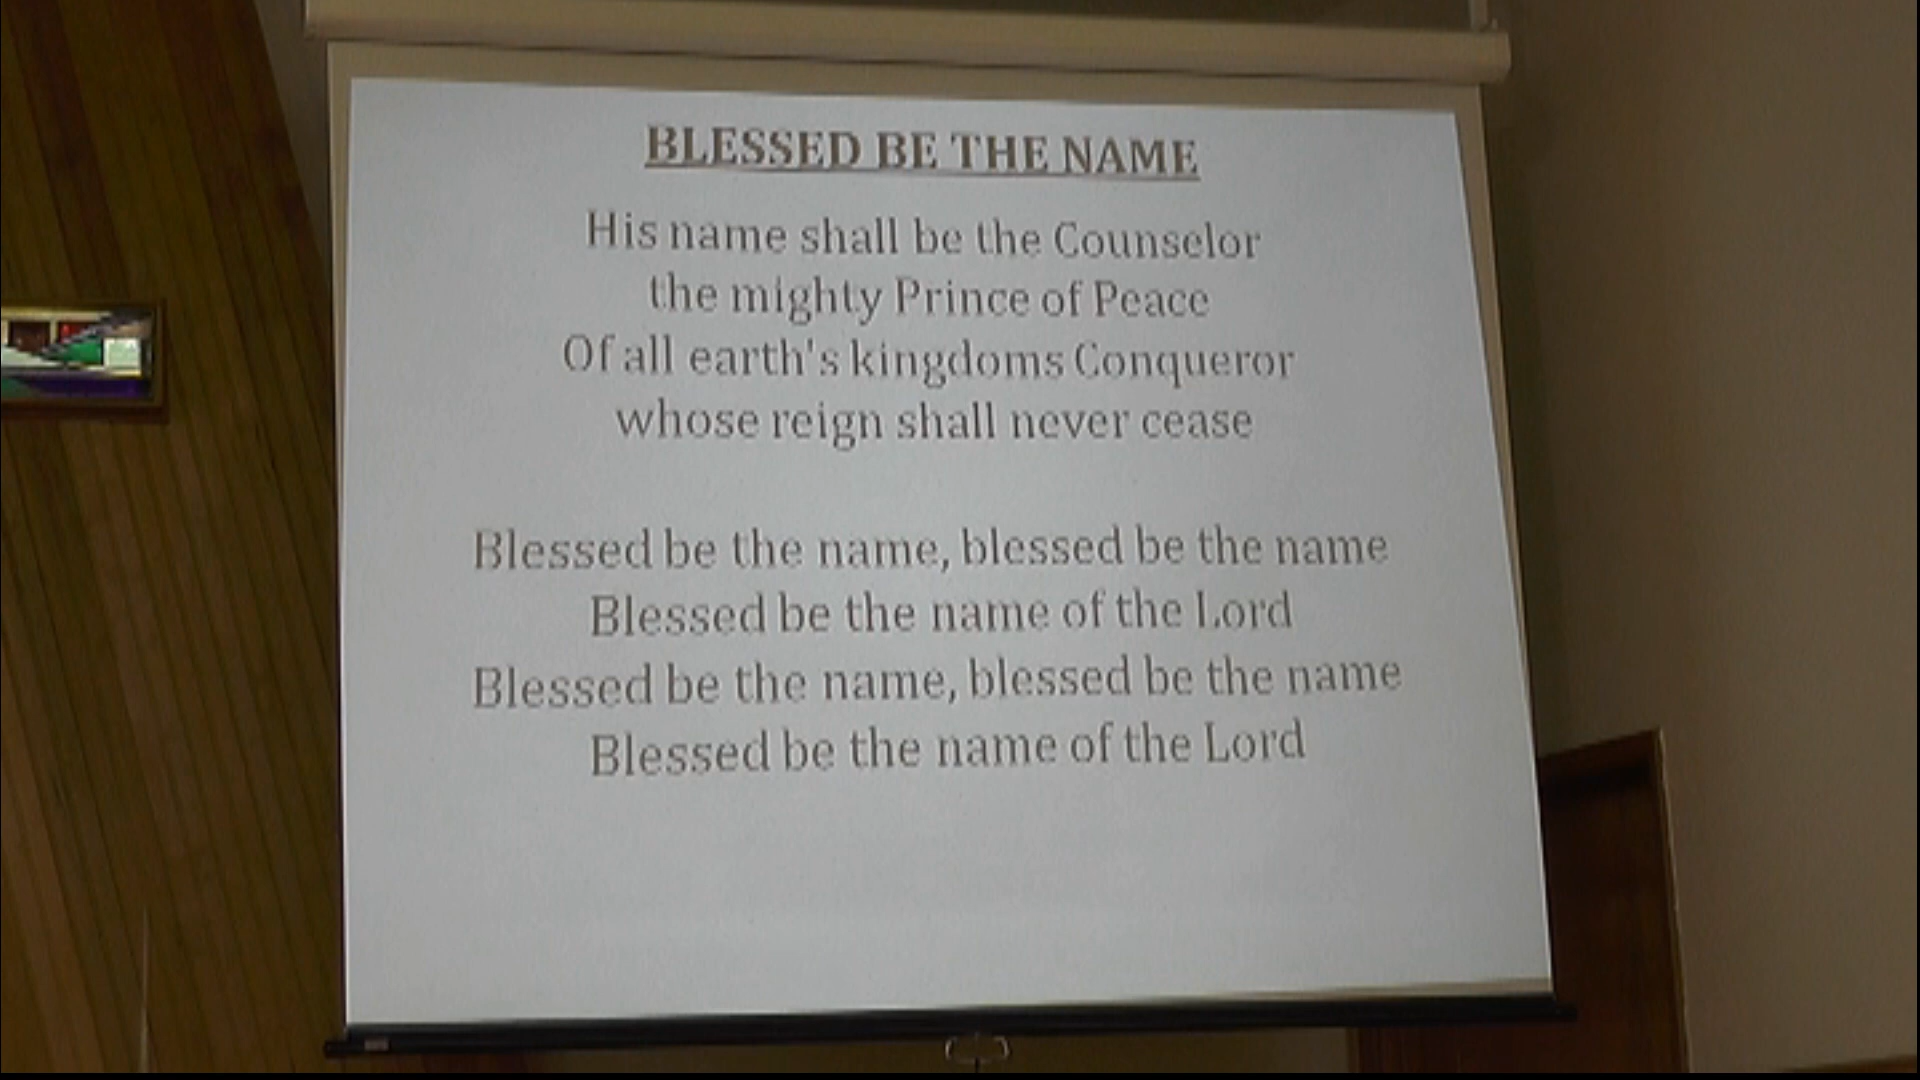 BLESSED BE THE NAME
His name shall be the Counselor
the mighty Prince of Peace
Of all earth's kingdoms Conqueror
whose reign shall never cease
Blessed be the name, blessed be the name
Blessed be the name of the Lord
Blessed be the name, blessed be the name
Blessed be the name of the Lord